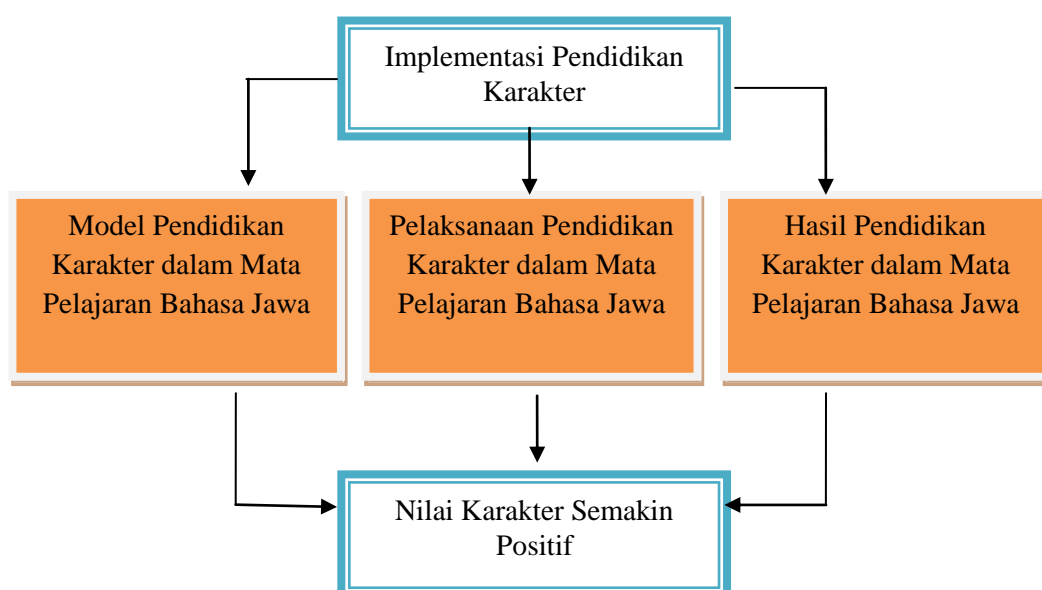 Implementasi Pendidikan
Karakter
Model Pendidikan
Karakter dalam Mata
Pelajaran Bahasa Jawa
Pelaksanaan Pendidikan
Karakter dalam Mata
Pelajaran Bahasa Jawa
Hasil Pendidikan
Karakter dalam Mata
Pelajaran Bahasa Jawa
Nilai Karakter Semakin
Positif